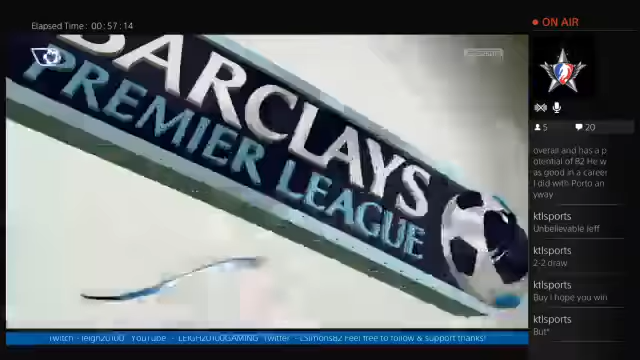 Elapsed Time : 00:57:14
ON AIR
BARCLAYS
PREMIER LEAGUE
5
20
overall and has a p
otential of 82 He w
as good in a career
I did with Porto an
yway
ktlsports
Unbelievable Jeff
ktlsports
2-2 draw
ktlsports
Buy I hope you win
ktlsports
But*
Twitch - leigh20100 YouTube - LEIGH20100GAMING Twitter - LSimons82 Feel free to follow & support thanks!